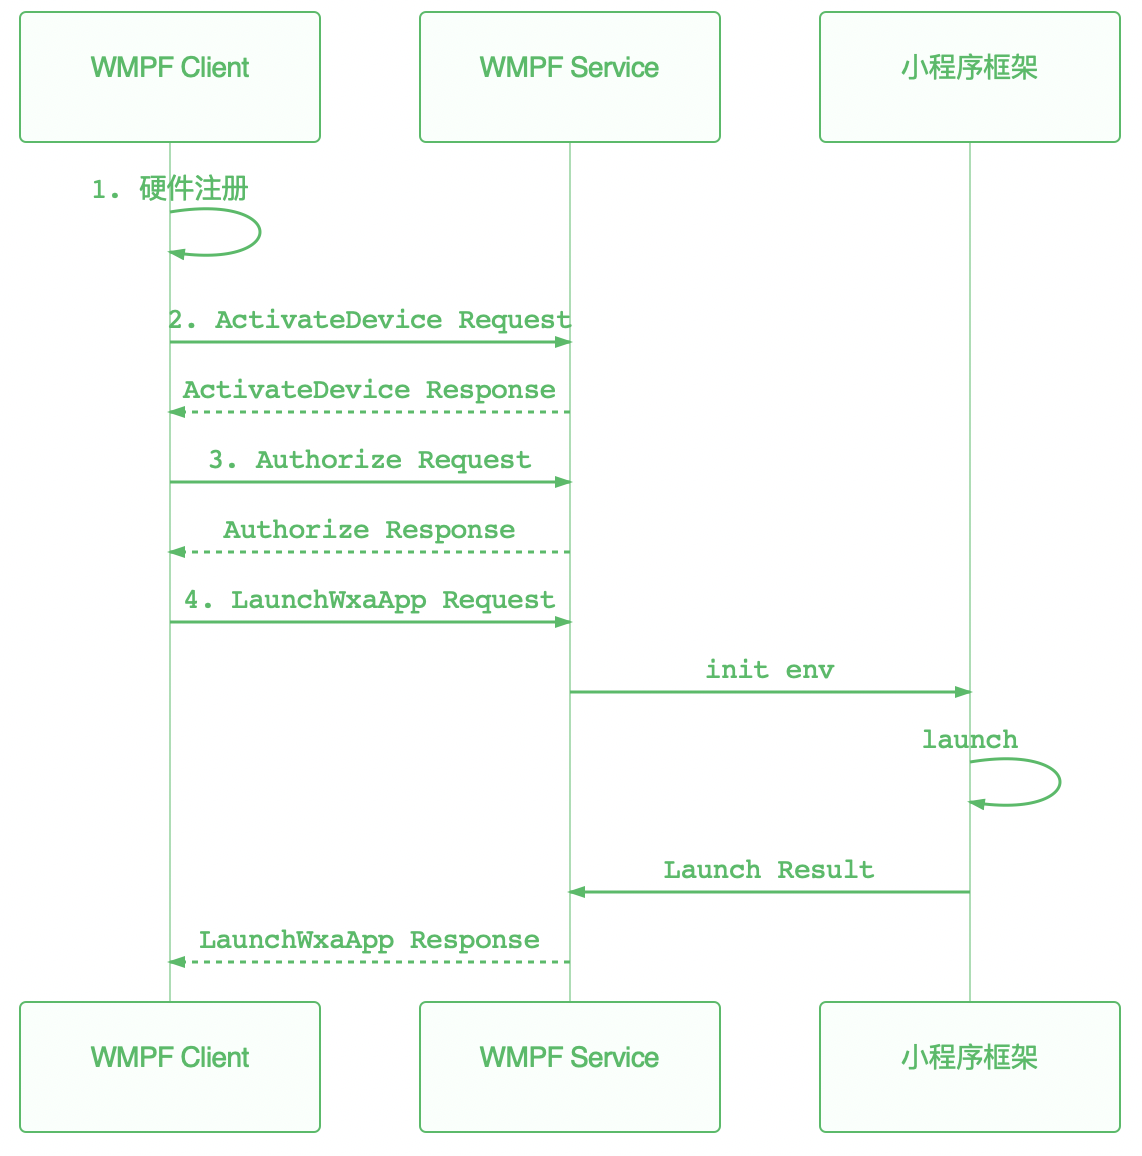 WMPF Client
WMPF Service
小程序框架
1. 硬件注册
2. ActivateDevice Request
ActivateDevice Response
3. Authorize Request
Authorize Response
4. LaunchWxaApp Request
init env
launch
Launch Result
LaunchWxaApp Response
WMPF Client
WMPF Service
小程序框架